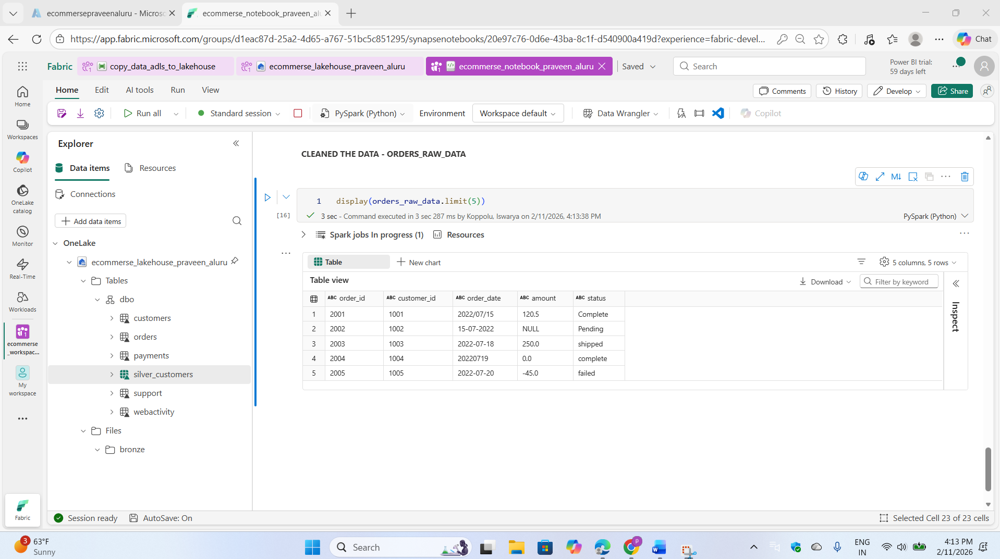 ecommersepraveenaluru - Microso
ecommerse_notebook_praveen_al
https://app.fabric.microsoft.com/groups/d1eac87d-25a2-4d65-a767-51bc5c851295/synapsenotebooks/20e97c76-0d6e-43ba-8c1f-d540900a419d?experience=fabric-devel...
Chat
Fabric
copy_data_adls_to_lakehouse
ecommerse_lakehouse_praveen_aluru
ecommerse_notebook_praveen_aluru
Saved
Search
Power BI trial:
59 days left
Home Edit AI tools Run View
Comments History Develop Share
Run all Standard session PySpark (Python) Environment Workspace default Data Wrangler Copilot
Home
Workspaces
Copilot
OneLake
catalog
Monitor
Real-Time
Workloads
ecommerse
_workspac...
My
workspace
Fabric
Explorer
Data items Resources
Connections
Add data items
OneLake
ecommerse_lakehouse_praveen_aluru
Tables
dbo
customers
orders
payments
silver_customers
support
webactivity
Files
bronze
CLEANED THE DATA - ORDERS_RAW_DATA
M↓
1 display(orders_raw_data.limit(5))
[16]
3 sec - Command executed in 3 sec 287 ms by Koppolu, Iswarya on 2/11/2026, 4:13:38 PM
PySpark (Python)
Spark jobs In progress (1) Resources
Table New chart
5 columns, 5 rows
Table view
Download
Filter by keyword
Inspect
ABC order_id ABC customer_id ABC order_date ABC amount ABC status
1 2001 1001 2022/07/15 120.5 Complete
2 2002 1002 15-07-2022 NULL Pending
3 2003 1003 2022-07-18 250.0 shipped
4 2004 1004 20220719 0.0 complete
5 2005 1005 2022-07-20 -45.0 failed
Session ready AutoSave: On
Selected Cell 23 of 23 cells
3
63°F
Sunny
Search
P
W
ENG
IN
4:13 PM
2/11/2026